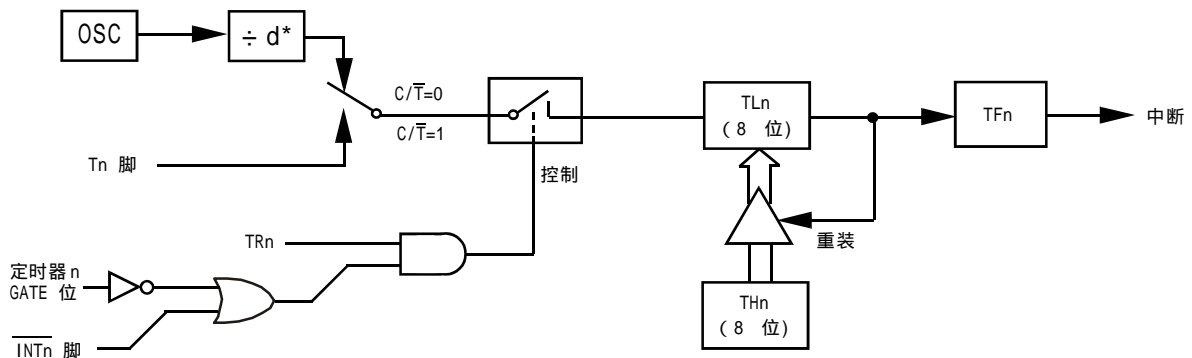 OSC
÷ d*
C/T̅=0
C/T̅=1
Tn 脚
控制
TLn
(8 位)
TFn
中断
重装
TRn
定时器n
GATE 位
I̅N̅T̅n̅ 脚
THn
(8 位)